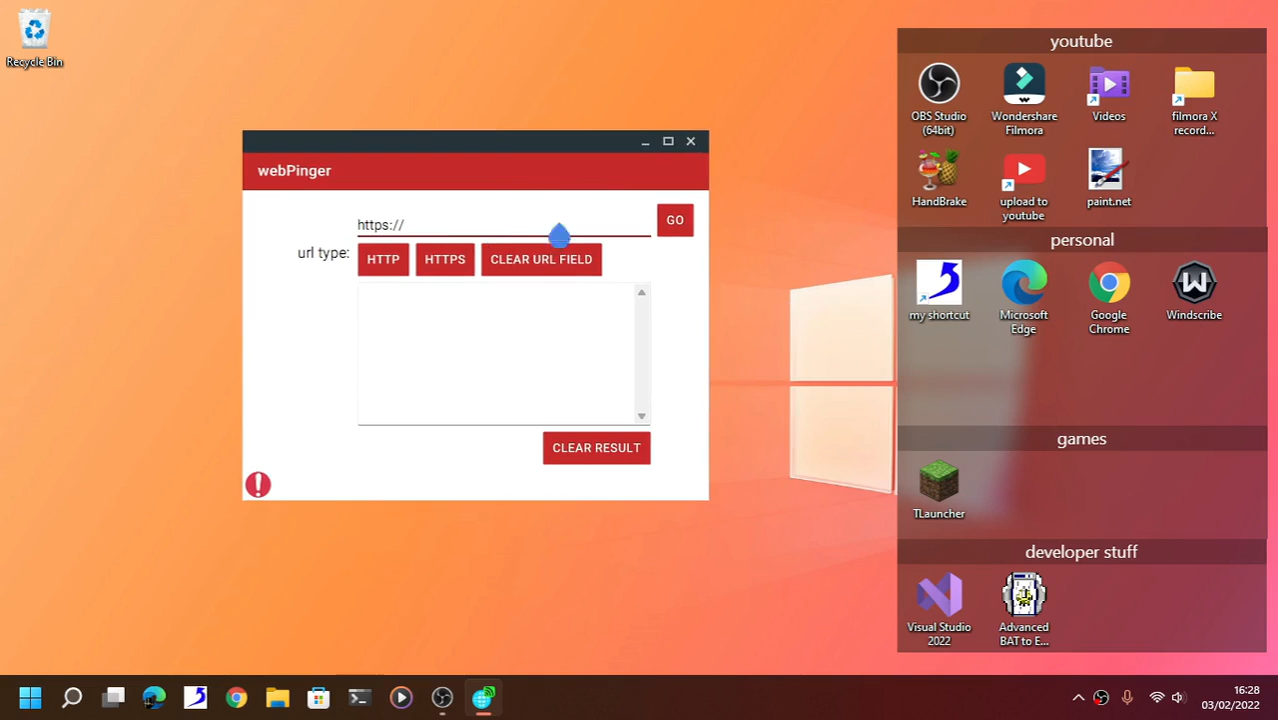 Recycle Bin
webPinger
https://
GO
url type:
HTTP
HTTPS
CLEAR URL FIELD
CLEAR RESULT
youtube
OBS Studio
(64bit)
Wondershare
Filmora
Videos
filmora X
record...
HandBrake
upload to
youtube
paint.net
personal
my shortcut
Microsoft
Edge
Google
Chrome
Windscribe
games
TLauncher
developer stuff
Visual Studio
2022
Advanced
BAT to E...
16:28
03/02/2022